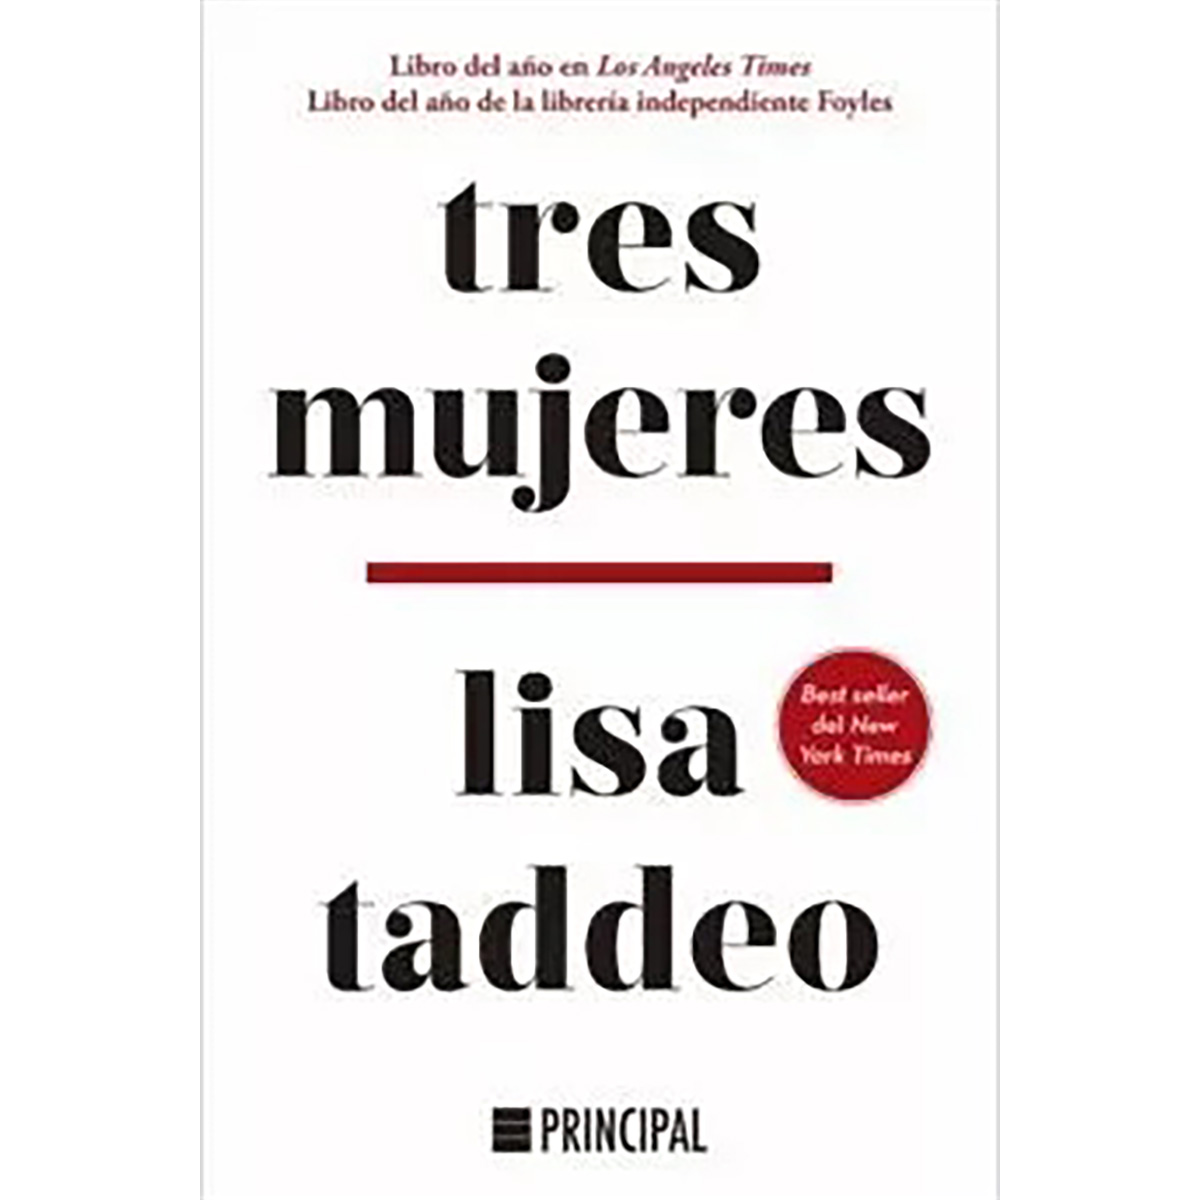 Libro del año en Los Angeles Times
Libro del año de la librería independiente Foyles
tres
mujeres
lisa
Best seller
del New
York Times
taddeo
PRINCIPAL